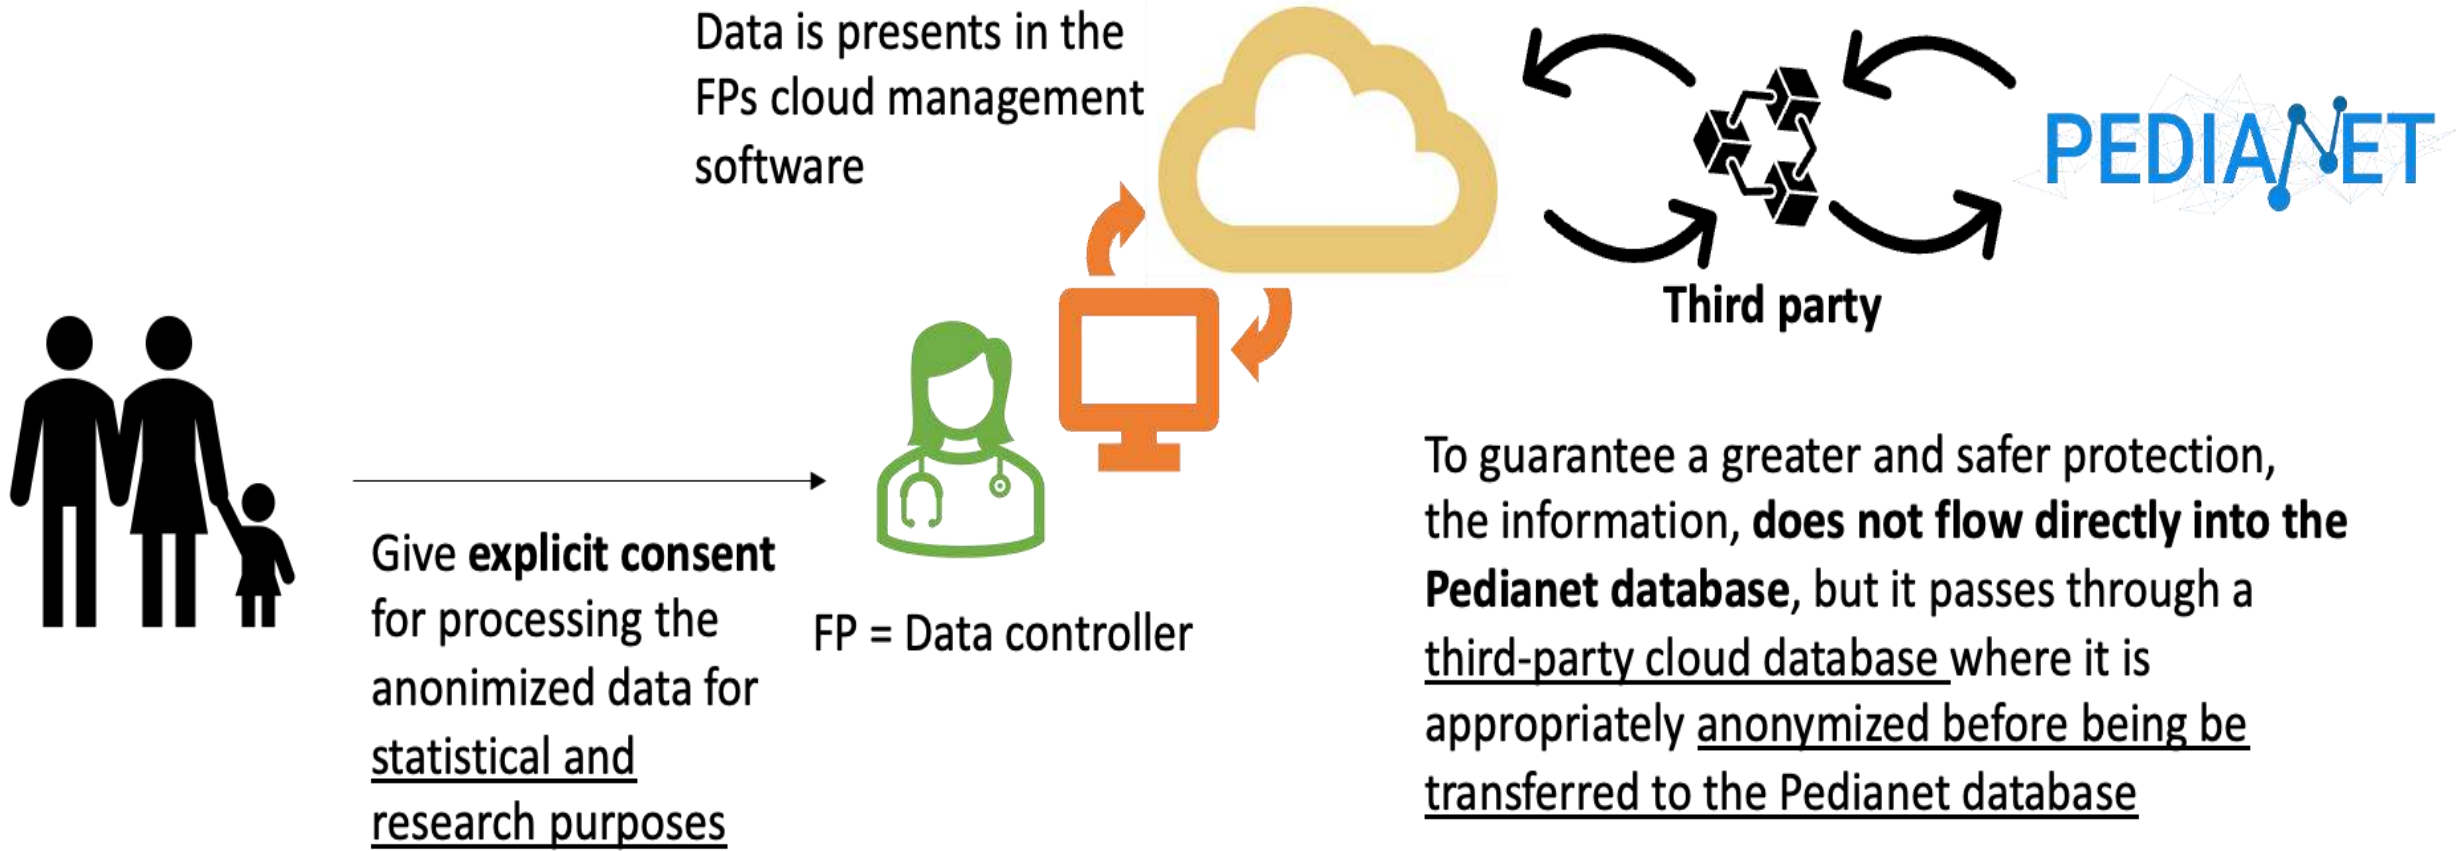 Data is presents in the
FPs cloud management
software
PEDIANET
Third party
Give explicit consent
for processing the
anonimized data for
statistical and
research purposes
FP = Data controller
To guarantee a greater and safer protection,
the information, does not flow directly into the
Pedianet database, but it passes through a
third-party cloud database where it is
appropriately anonymized before being be
transferred to the Pedianet database